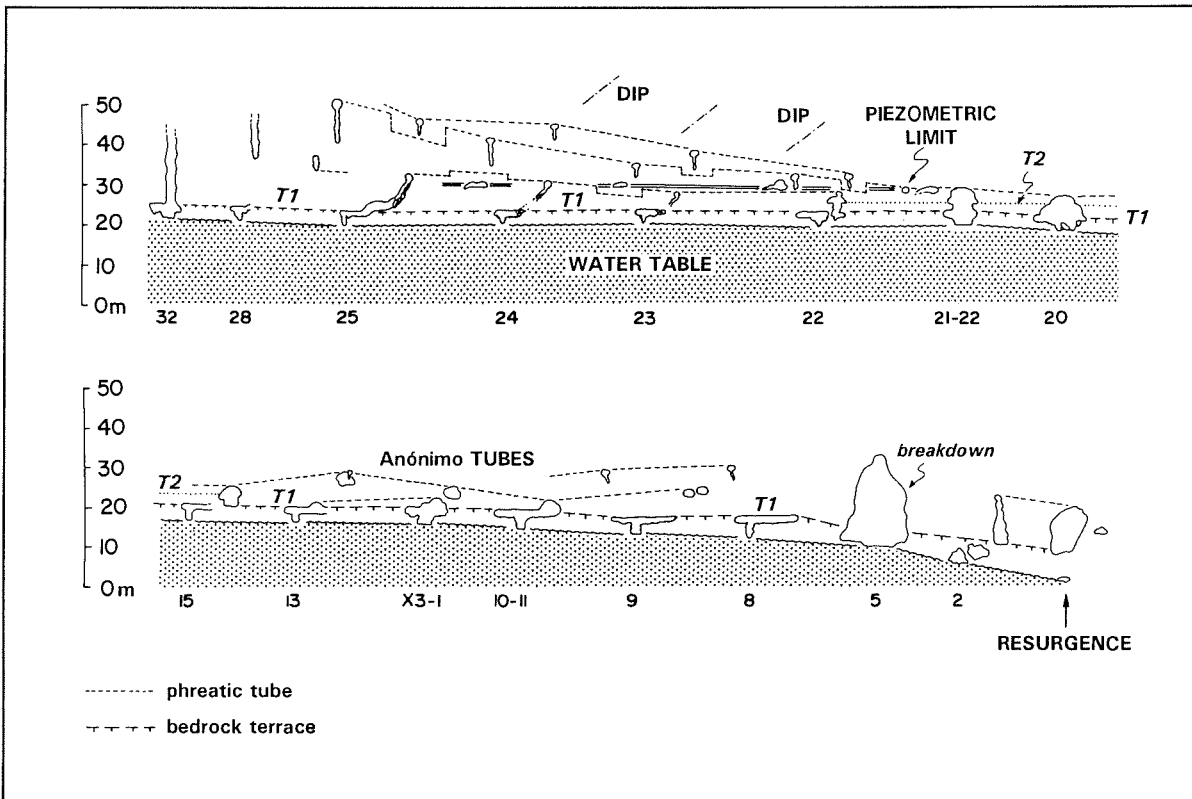 50
40
30
20
10
0m
DIP
DIP
PIEZOMETRIC
LIMIT
T2
T1
T1
T1
WATER TABLE
32 28 25 24 23 22 21-22 20
50
40
30
20
10
0m
Anónimo TUBES
breakdown
T2
T1
T1
15 13 X3-1 10-11 9 8 5 2
RESURGENCE
phreatic tube
bedrock terrace